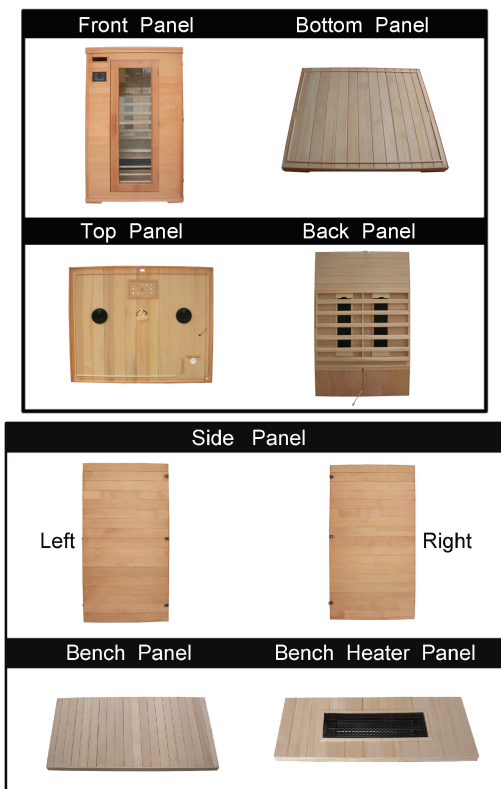 Front Panel
Bottom Panel
Top Panel
Back Panel
Side Panel
Left
Right
Bench Panel
Bench Heater Panel